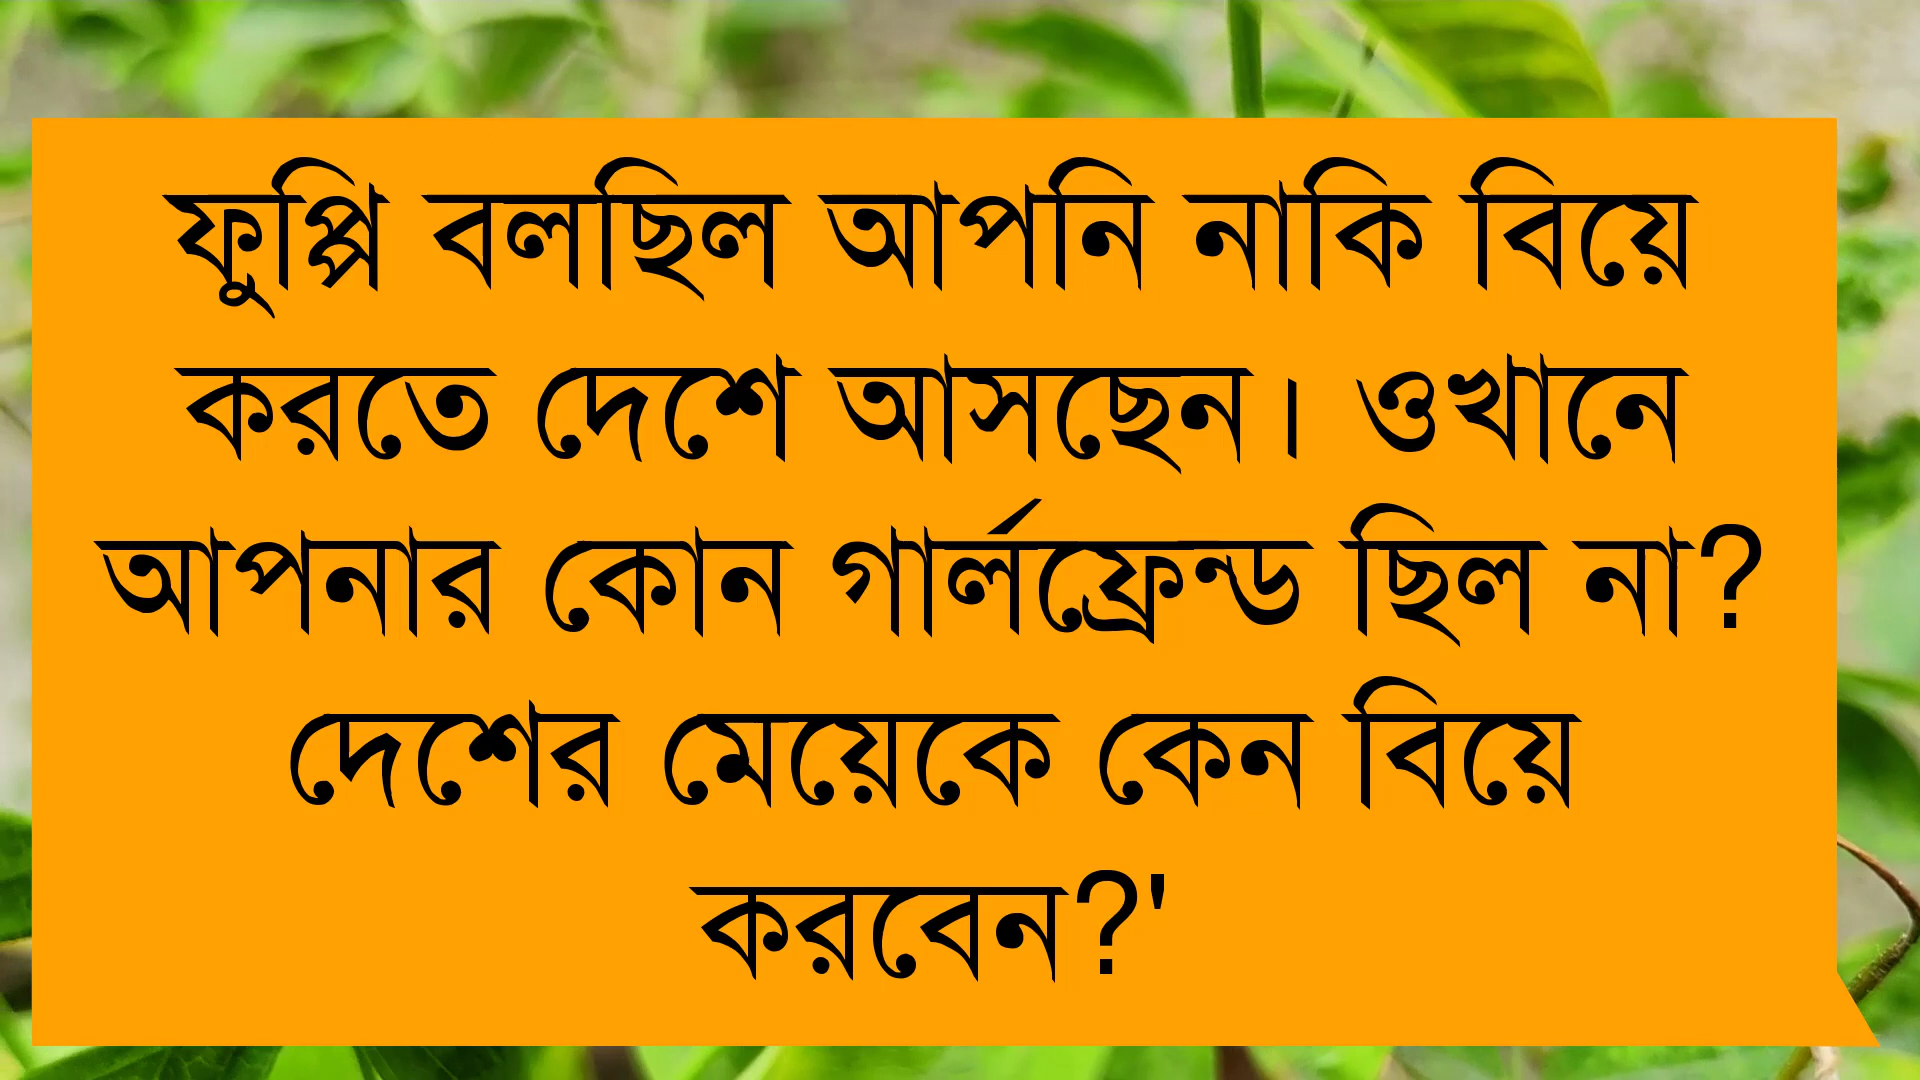 ফুপ্পি বলছিল আপনি নাকি বিয়ে
করতে দেশে আসছেন। ওখানে
আপনার কোন গার্লফ্রেন্ড ছিল না?
দেশের মেয়েকে কেন বিয়ে
করবেন?'